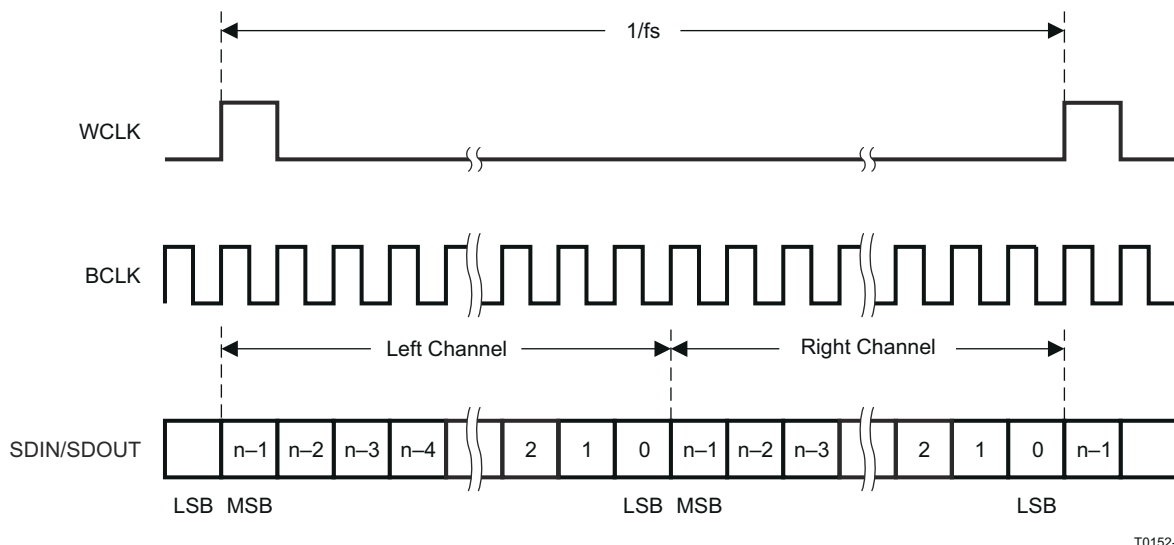 1/fs
WCLK
BCLK
Left Channel Right Channel
SDIN/SDOUT n–1 n–2 n–3 n–4 2 1 0 n–1 n–2 n–3 2 1 0 n–1
LSB MSB LSB MSB LSB
T0152-